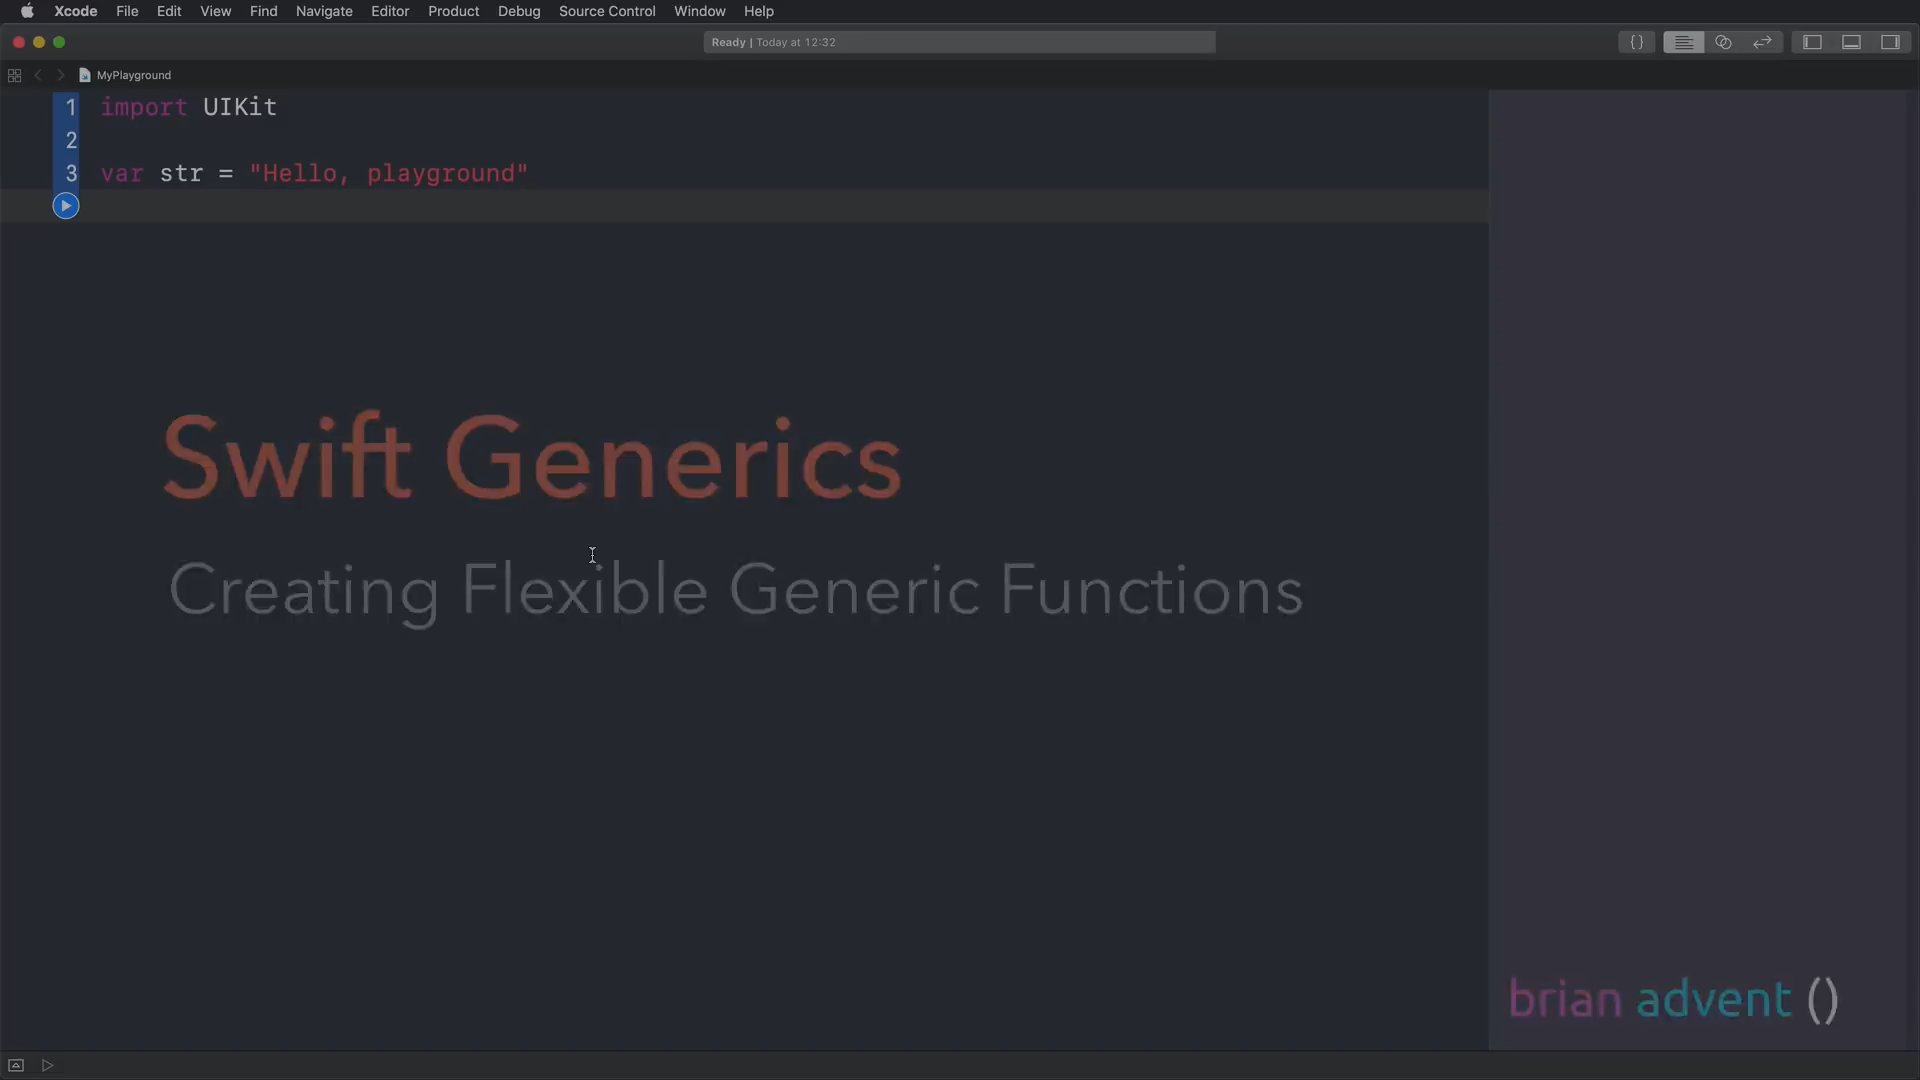 Xcode File Edit View Find Navigate Editor Product Debug Source Control Window Help
Ready | Today at 12:32
{}
MyPlayground
1 import UIKit
2
3 var str = "Hello, playground"
Swift Generics
Creating Flexible Generic Functions
brian advent ()